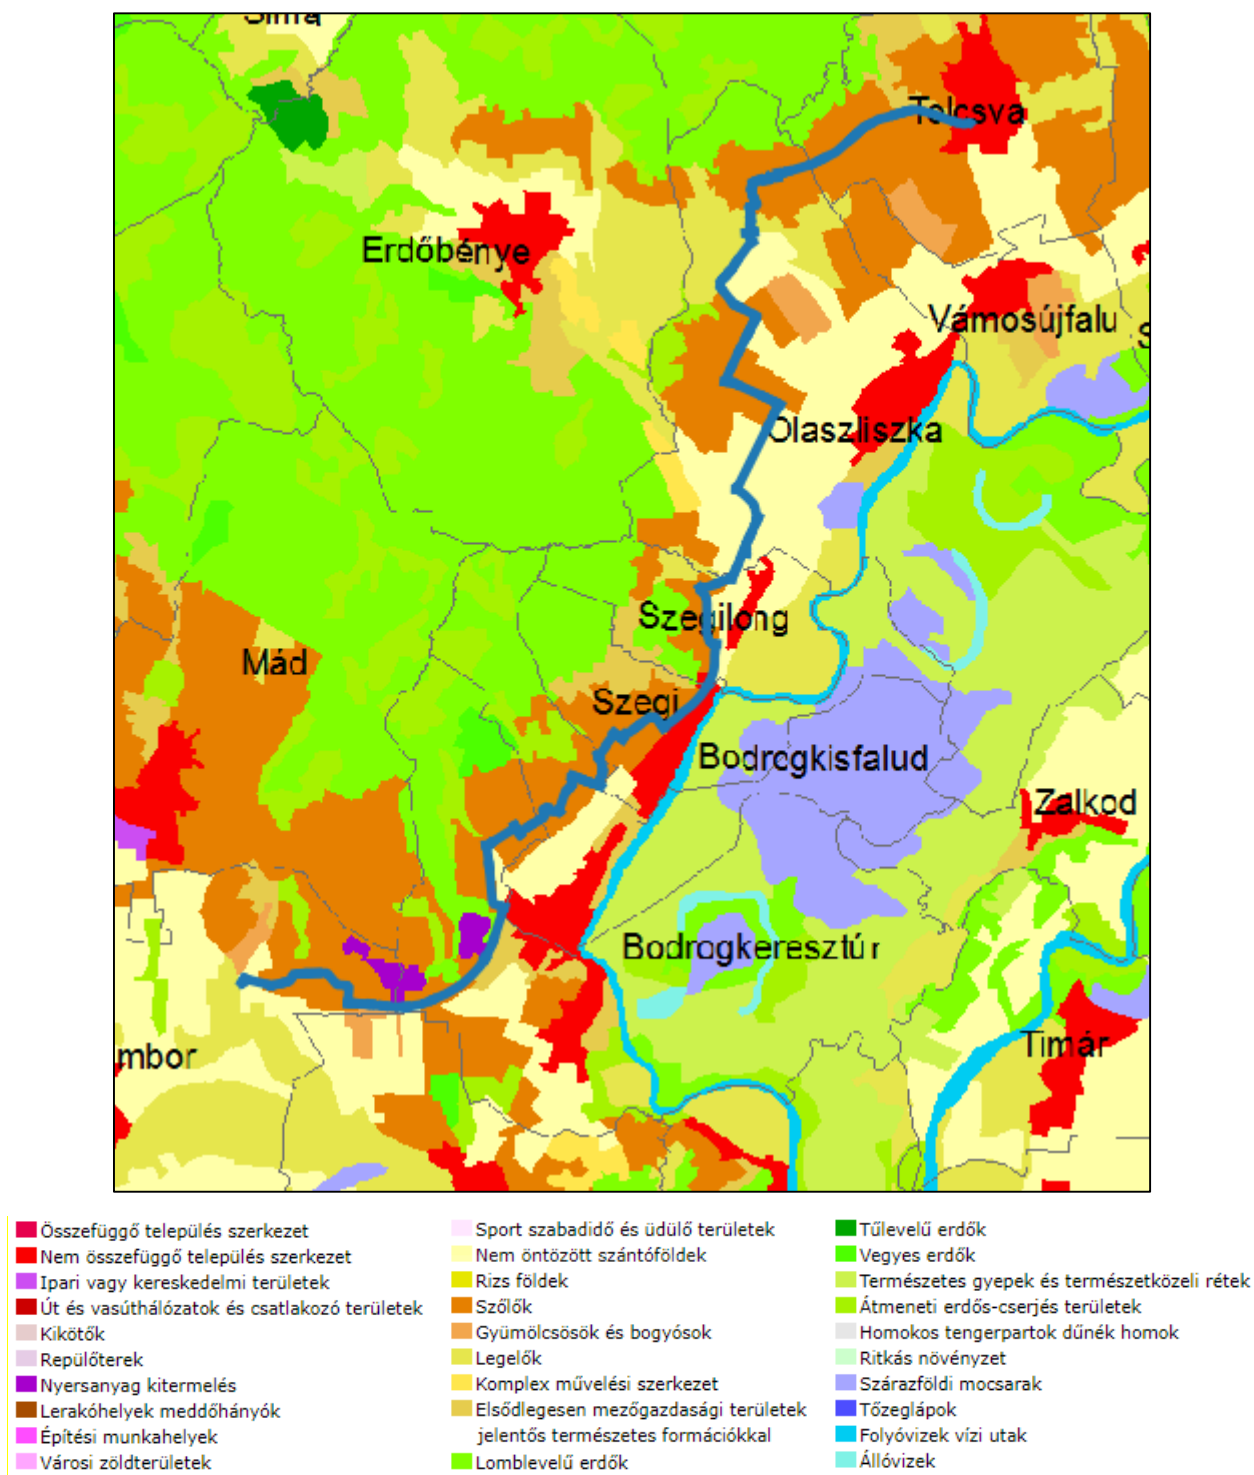 Tolcsva
Erdőbénye
Vámosújfalu
Olaszliszka
Szegilong
Mád
Szegi
Bodrogkisfalud
Zalkod
Bodrogkeresztúr
Timár
mbor
Összefüggő település szerkezet
Nem összefüggő település szerkezet
Ipari vagy kereskedelmi területek
Út és vasúthálózatok és csatlakozó területek
Kikötők
Repülőterek
Nyersanyag kitermelés
Lerakóhelyek meddőhányók
Építési munkahelyek
Városi zöldterületek
Sport szabadidő és üdülő területek
Nem öntözött szántóföldek
Rizs földek
Szőlők
Gyümölcsösök és bogyósok
Legelők
Komplex művelési szerkezet
Elsődlegesen mezőgazdasági területek
jelentős természetes formációkkal
Lomblevelű erdők
Tűlevelű erdők
Vegyes erdők
Természetes gyepek és természetközeli rétek
Átmeneti erdős-cserjés területek
Homokos tengerpartok dűnék homok
Ritkás növényzet
Szárazföldi mocsarak
Tőzeglápok
Folyóvizek vízi utak
Állóvizek